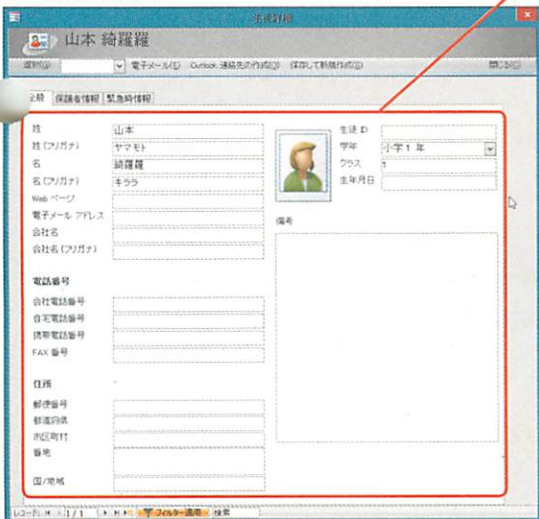 生徒詳細
山本 綺羅羅
選択(G) 電子メール(E) Outlook 連絡先の作成(O) 保存して新規作成(S) 閉じる(C)
全般 保護者情報 緊急時情報
姓 山本
姓 (フリガナ) ヤマモト
名 綺羅羅
名 (フリガナ) キララ
Web ページ
電子メール アドレス
会社名
会社名 (フリガナ)
電話番号
会社電話番号
自宅電話番号
携帯電話番号
FAX 番号
住所
郵便番号
都道府県
市区町村
番地
国/地域
生徒 ID
学年 小学1 年
クラス 1
生年月日
備考
レコード: 1/1 フィルター適用 検索